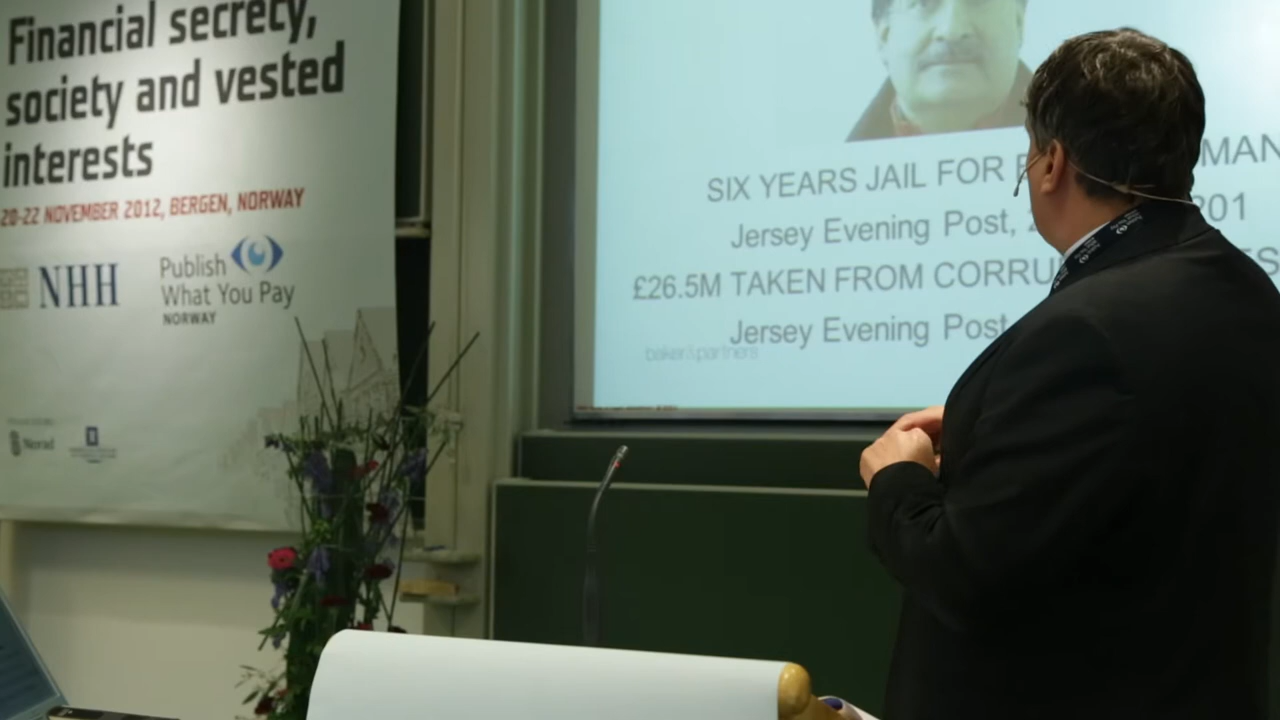 Financial secrecy,
society and vested
interests
20-22 NOVEMBER 2012, BERGEN, NORWAY
NHH
Publish
What You Pay
NORWAY
Norad
SIX YEARS JAIL FOR
Jersey Evening Post,
£26.5M TAKEN FROM
Jersey Evening Post
baker&partners